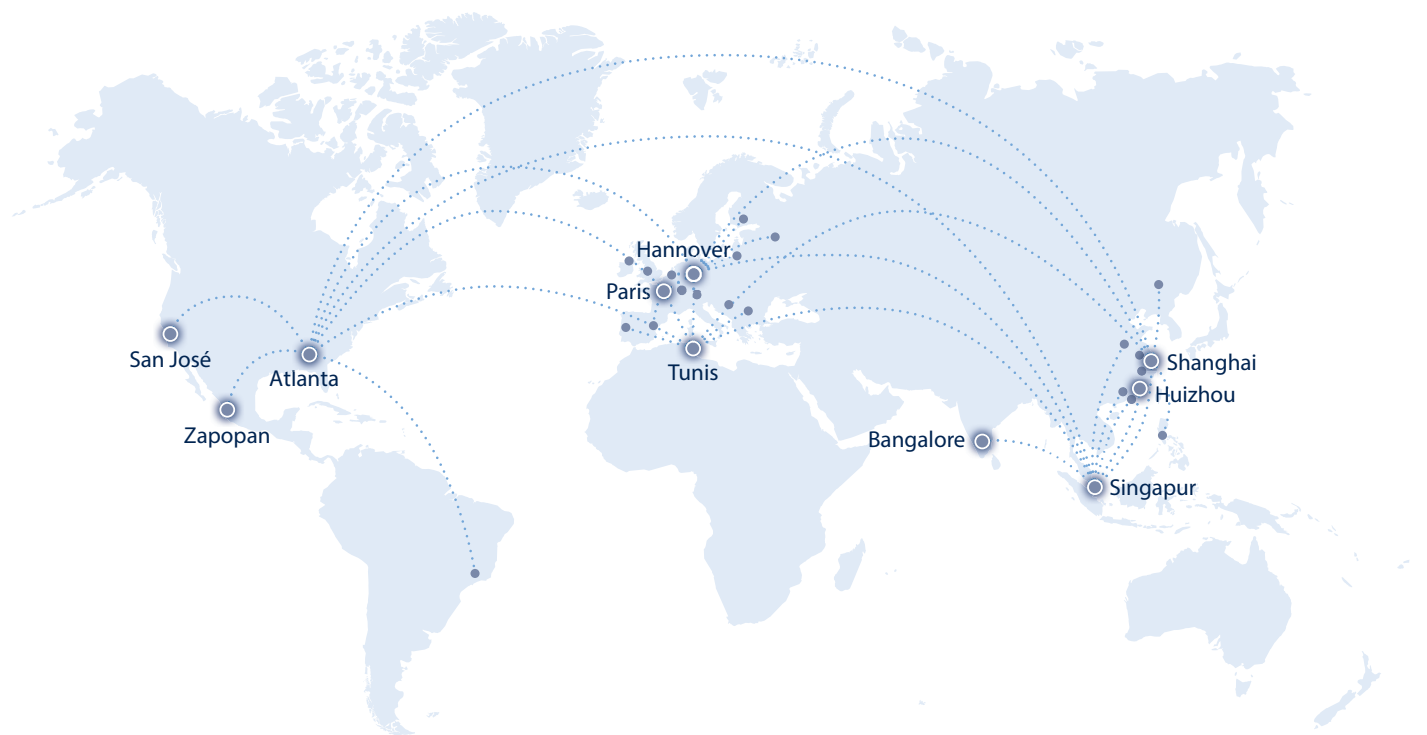 Hannover
Paris
San José
Shanghai
Atlanta
Tunis
Huizhou
Zapopan
Bangalore
Singapur